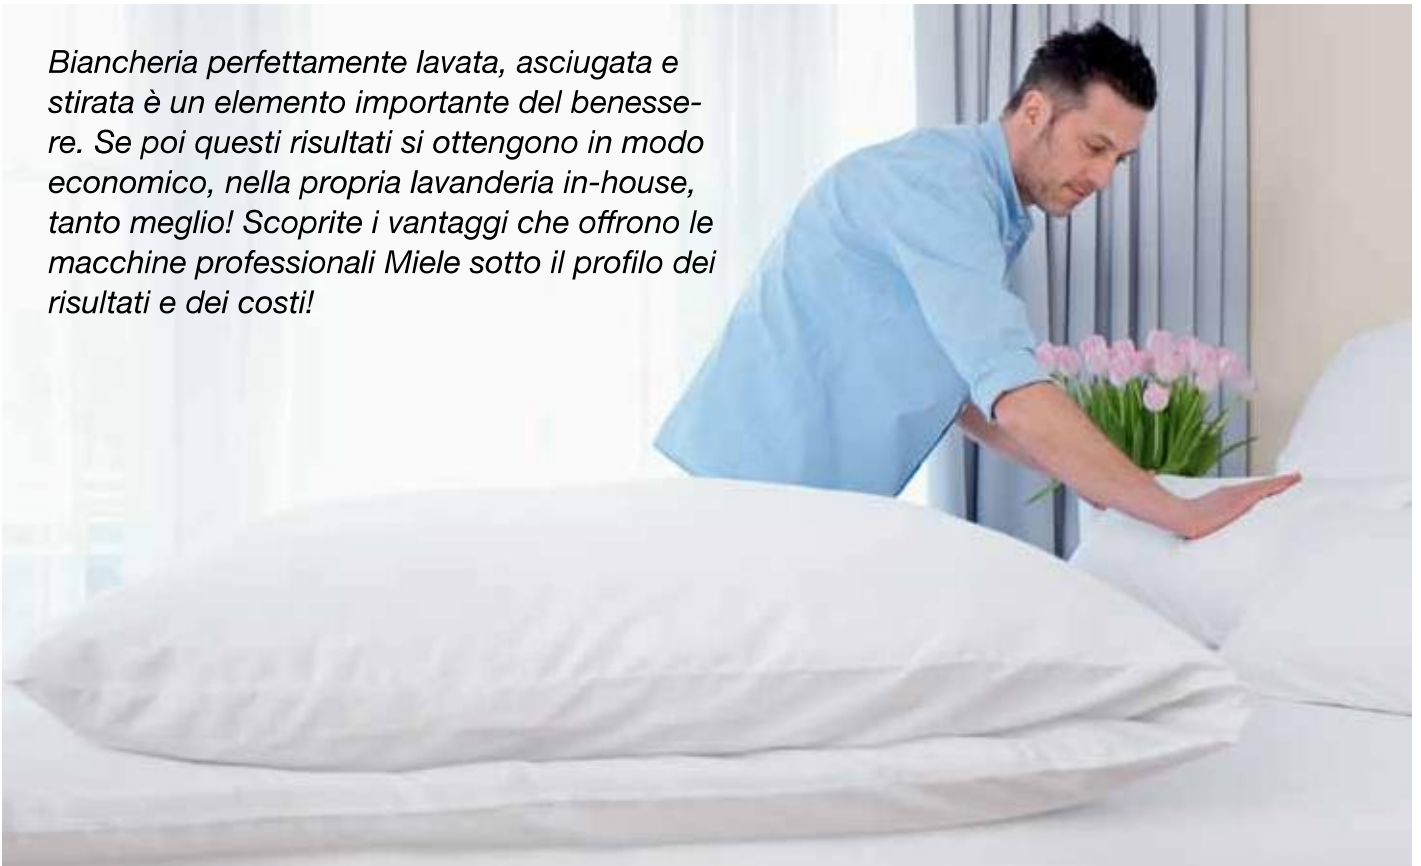 Biancheria perfettamente lavata, asciugata e
stirata è un elemento importante del benesse-
re. Se poi questi risultati si ottengono in modo
economico, nella propria lavanderia in-house,
tanto meglio! Scoprite i vantaggi che offrono le
macchine professionali Miele sotto il profilo dei
risultati e dei costi!